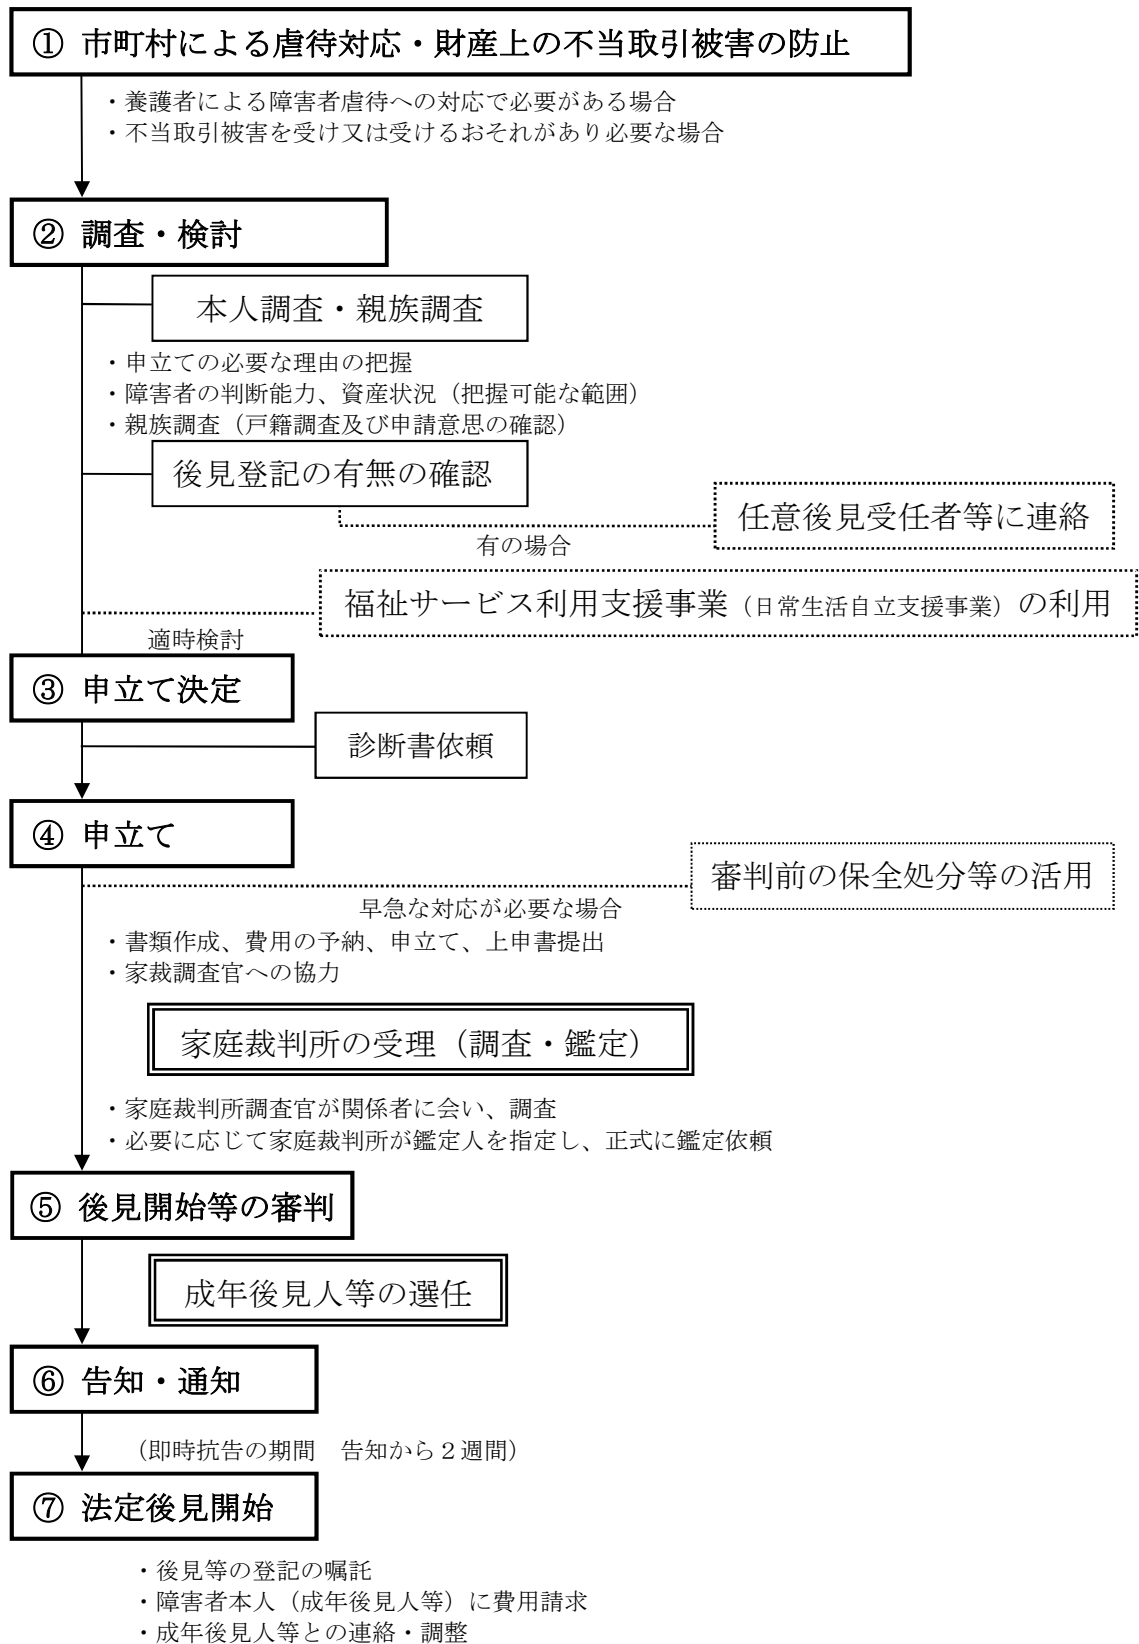 ① 市町村による虐待対応・財産上の不当取引被害の防止
・養護者による障害者虐待への対応で必要がある場合
・不当取引被害を受け又は受けるおそれがあり必要な場合
② 調査・検討
本人調査・親族調査
・申立ての必要な理由の把握
・障害者の判断能力、資産状況（把握可能な範囲）
・親族調査（戸籍調査及び申請意思の確認）
後見登記の有無の確認
任意後見受任者等に連絡
有の場合
福祉サービス利用支援事業（日常生活自立支援事業）の利用
適時検討
③ 申立て決定
診断書依頼
④ 申立て
審判前の保全処分等の活用
早急な対応が必要な場合
・書類作成、費用の予納、申立て、上申書提出
・家裁調査官への協力
家庭裁判所の受理（調査・鑑定）
・家庭裁判所調査官が関係者に会い、調査
・必要に応じて家庭裁判所が鑑定人を指定し、正式に鑑定依頼
⑤ 後見開始等の審判
成年後見人等の選任
⑥ 告知・通知
（即時抗告の期間　告知から２週間）
⑦ 法定後見開始
・後見等の登記の嘱託
・障害者本人（成年後見人等）に費用請求
・成年後見人等との連絡・調整